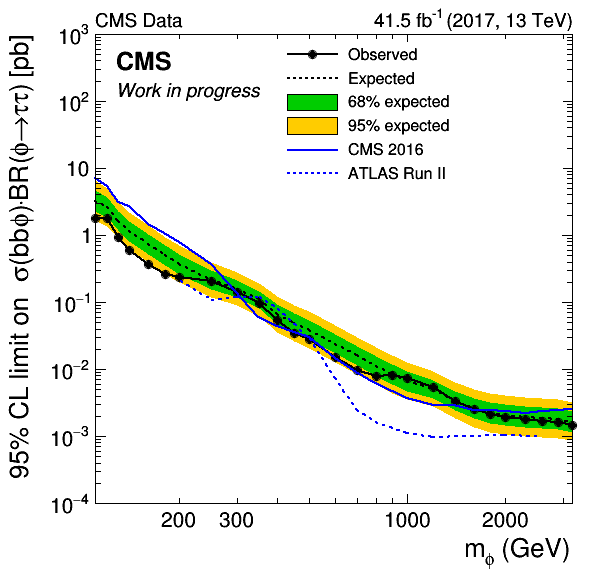 CMS Data
41.5 fb⁻¹ (2017, 13 TeV)
CMS
Work in progress
Observed
Expected
68% expected
95% expected
CMS 2016
ATLAS Run II
95% CL limit on σ(bbϕ)·BR(ϕ→ττ) [pb]
10³
10²
10
1
10⁻¹
10⁻²
10⁻³
10⁻⁴
200 300 1000 2000
m_ϕ (GeV)